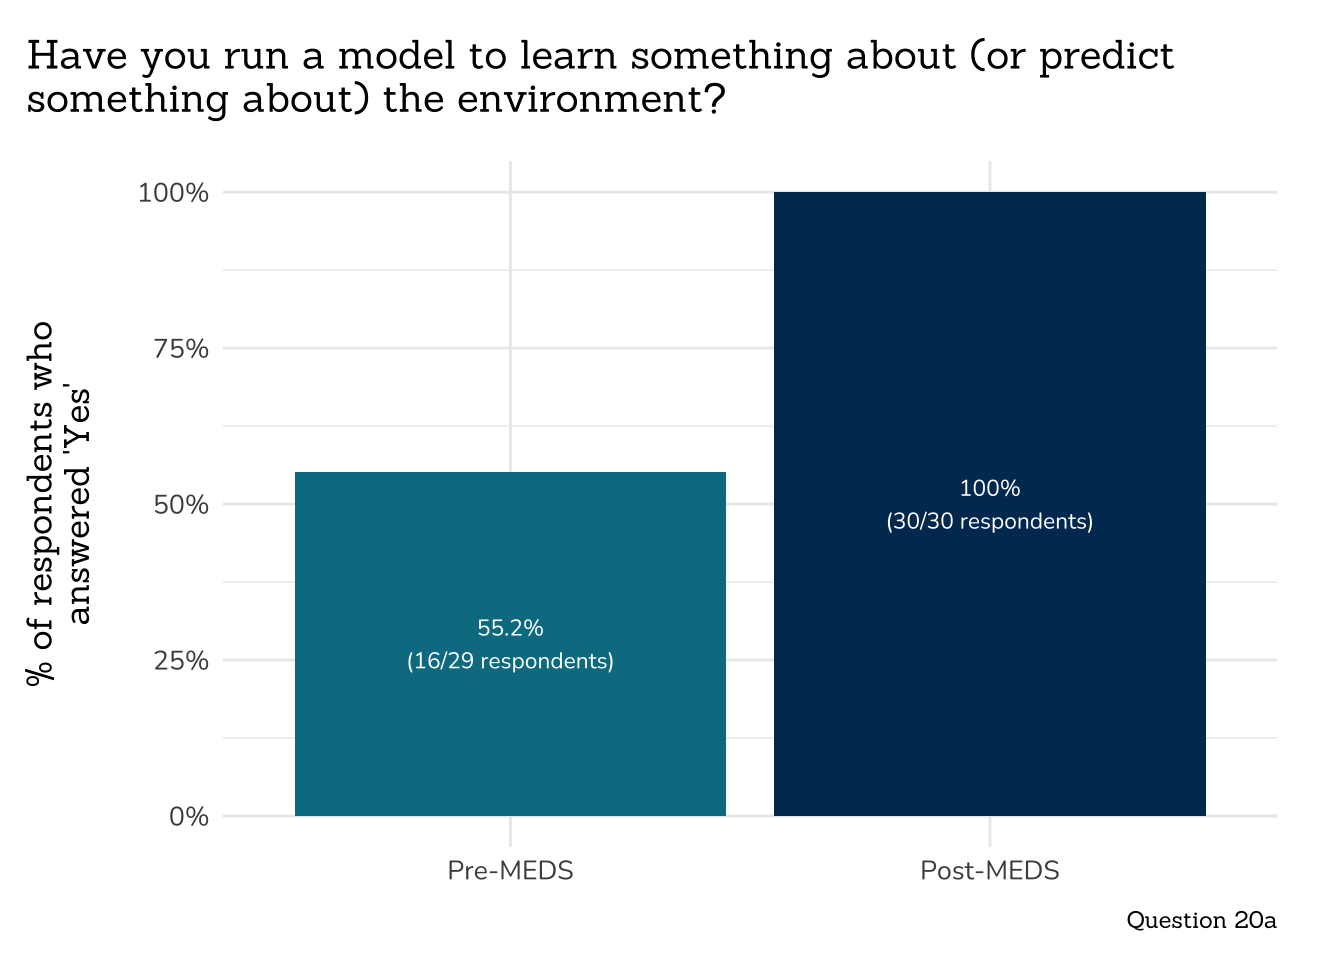 Have you run a model to learn something about (or predict
something about) the environment?
% of respondents who
answered 'Yes'
100%
75%
50%
25%
0%
55.2%
(16/29 respondents)
100%
(30/30 respondents)
Pre-MEDS
Post-MEDS
Question 20a